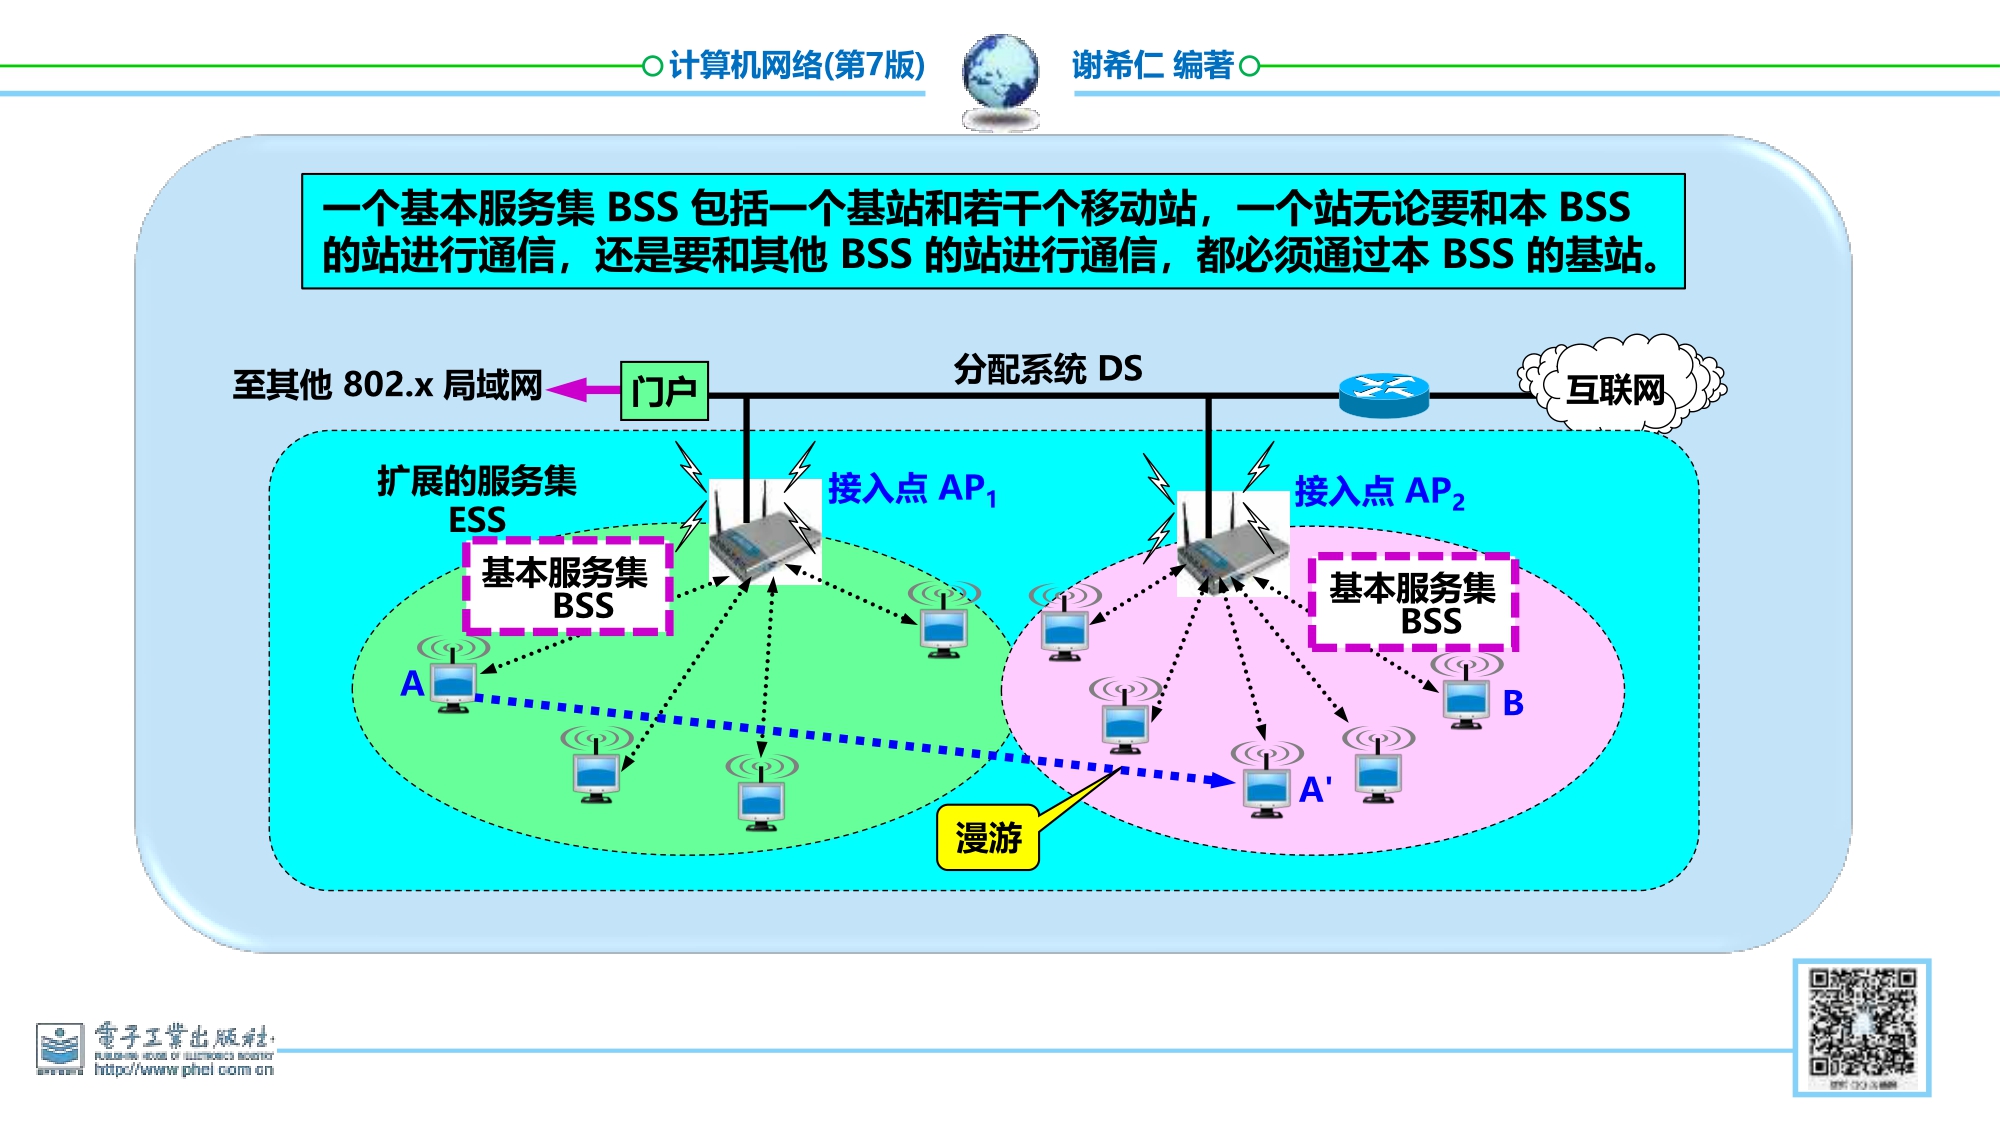 计算机网络(第7版)
谢希仁 编著
一个基本服务集 BSS 包括一个基站和若干个移动站，一个站无论要和本 BSS
的站进行通信，还是要和其他 BSS 的站进行通信，都必须通过本 BSS 的基站。
分配系统 DS
至其他 802.x 局域网
门户
互联网
扩展的服务集
ESS
接入点 AP1
接入点 AP2
基本服务集
BSS
基本服务集
BSS
A
B
A'
漫游
電子工業出版社
PUBLISHING HOUSE OF ELECTRONICS INDUSTRY
http://www.phei.com.cn